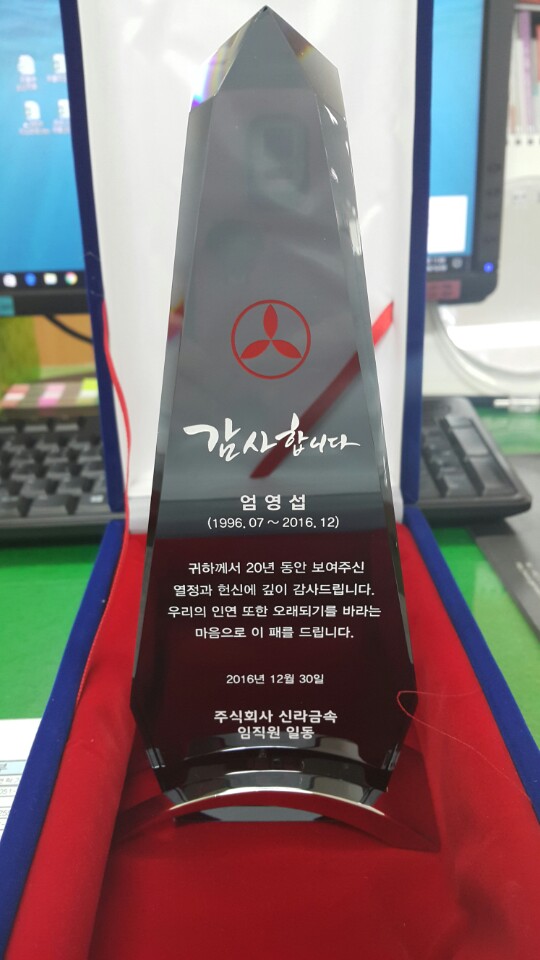 감사합니다
엄영섭
(1996. 07 ~ 2016. 12)
귀하께서 20년 동안 보여주신
열정과 헌신에 깊이 감사드립니다.
우리의 인연 또한 오래되기를 바라는
마음으로 이 패를 드립니다.
2016년 12월 30일
주식회사 신라금속
임직원 일동